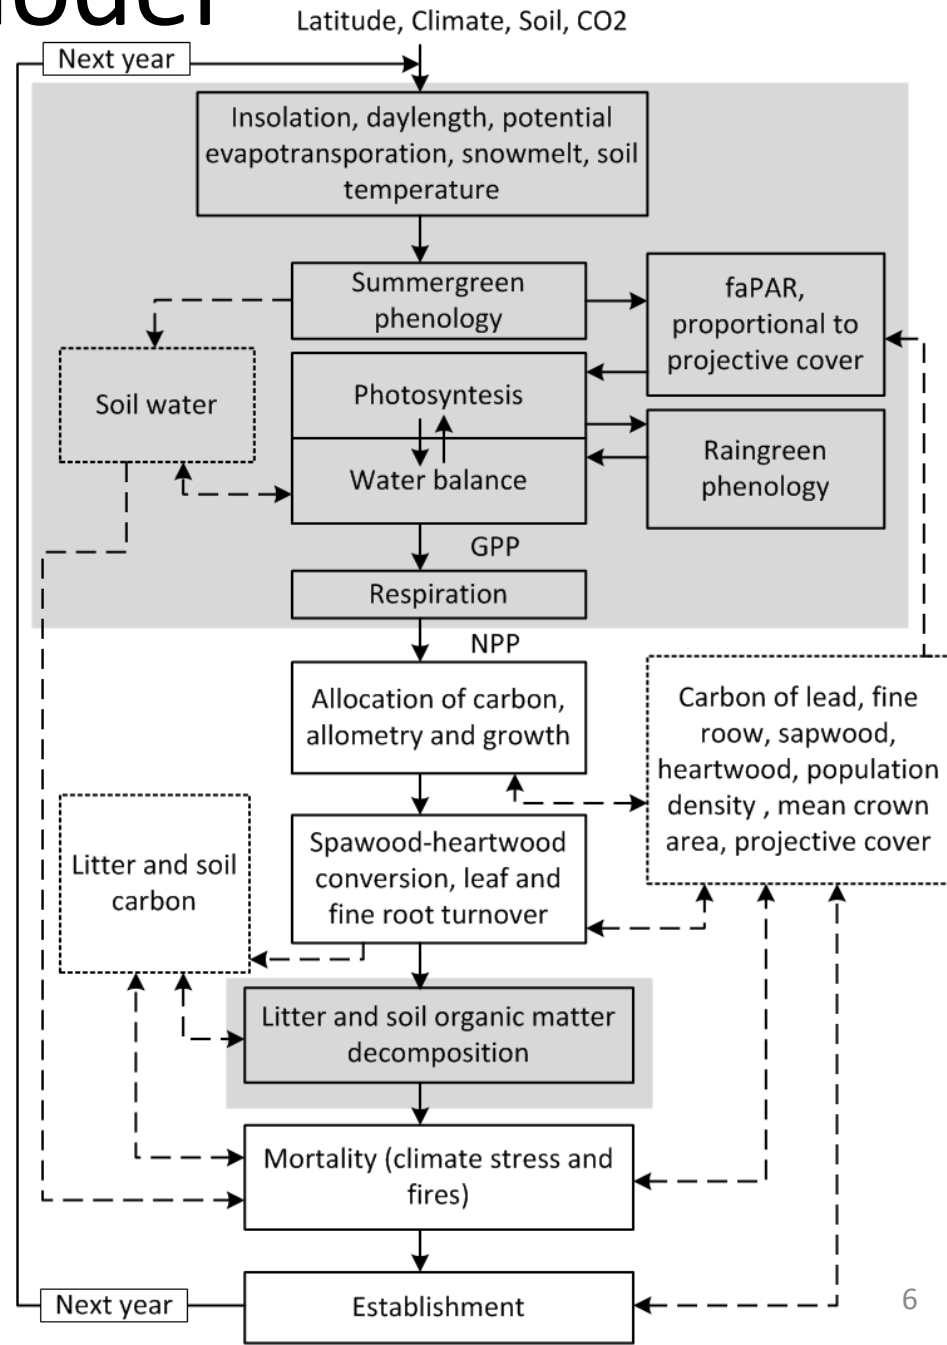 Latitude, Climate, Soil, CO2
Next year
Insolation, daylength, potential
evapotransporation, snowmelt, soil
temperature
Summergreen
phenology
faPAR,
proportional to
projective cover
Soil water
Photosyntesis
Water balance
Raingreen
phenology
GPP
Respiration
NPP
Allocation of carbon,
allometry and growth
Carbon of lead, fine
roow, sapwood,
heartwood, population
density , mean crown
area, projective cover
Spawood-heartwood
conversion, leaf and
fine root turnover
Litter and soil
carbon
Litter and soil organic matter
decomposition
Mortality (climate stress and
fires)
Next year
Establishment
6